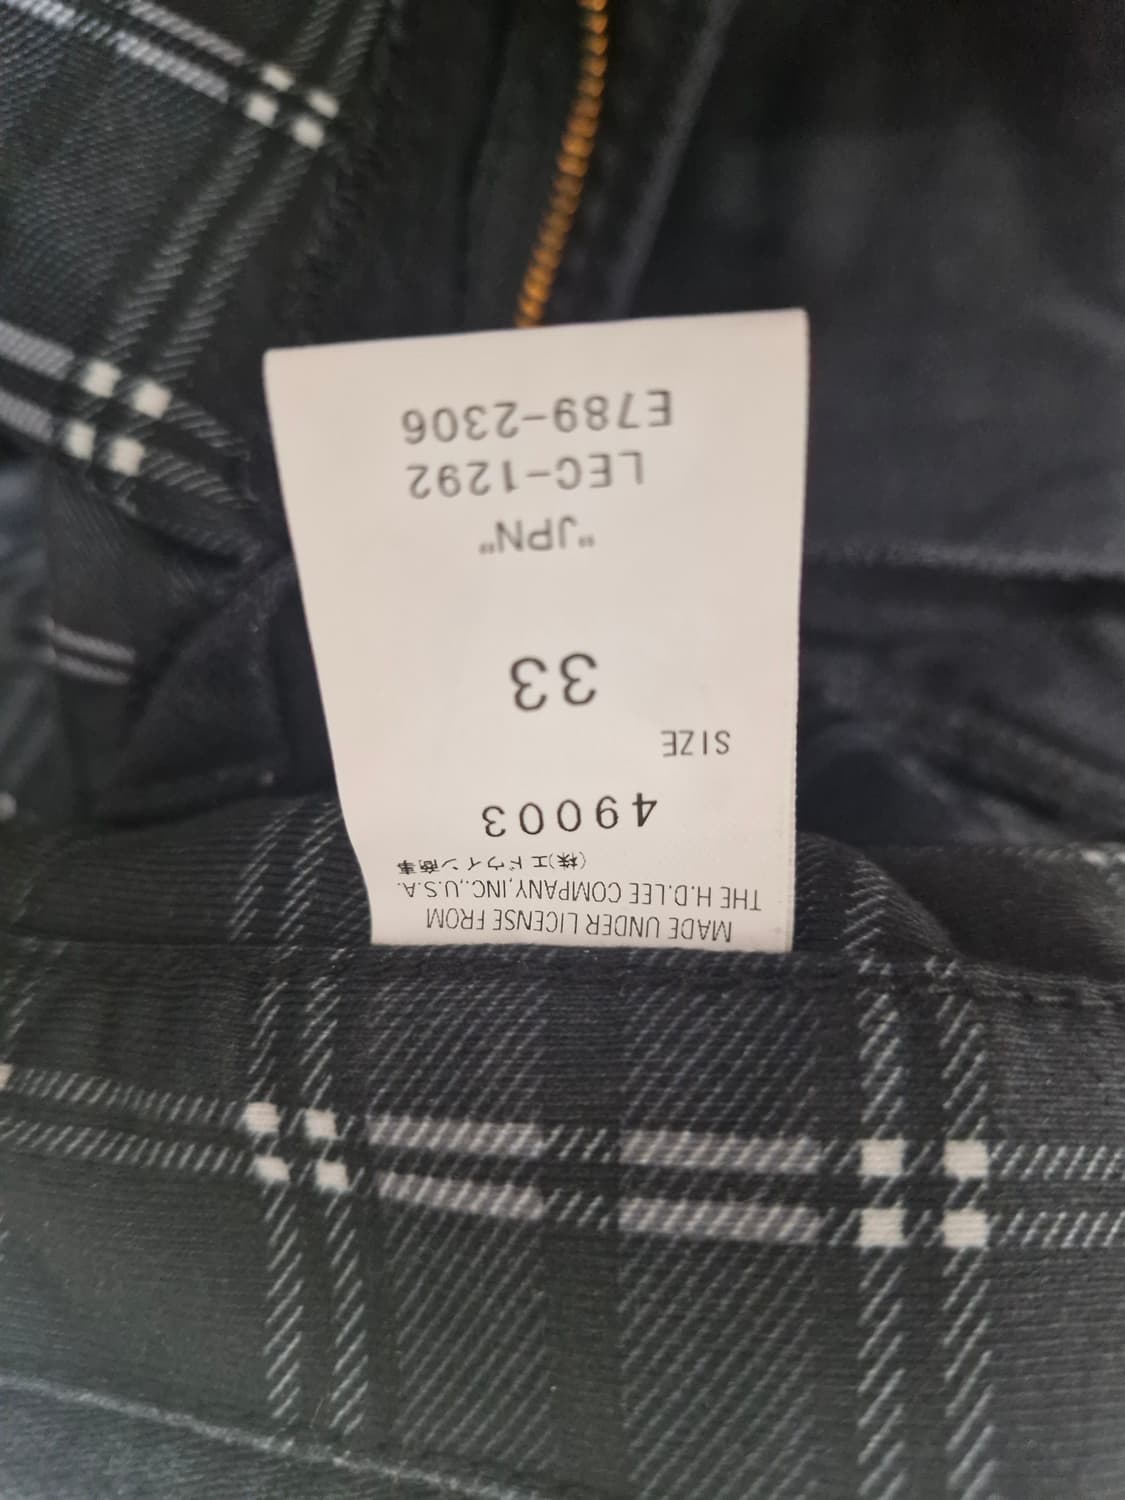 MADE UNDER LICENSE FROM
THE H.D.LEE COMPANY,INC.,U.S.A.
(株)エドウイン商事
49003
SIZE
33
"JPN"
LEC-1292
E789-2306